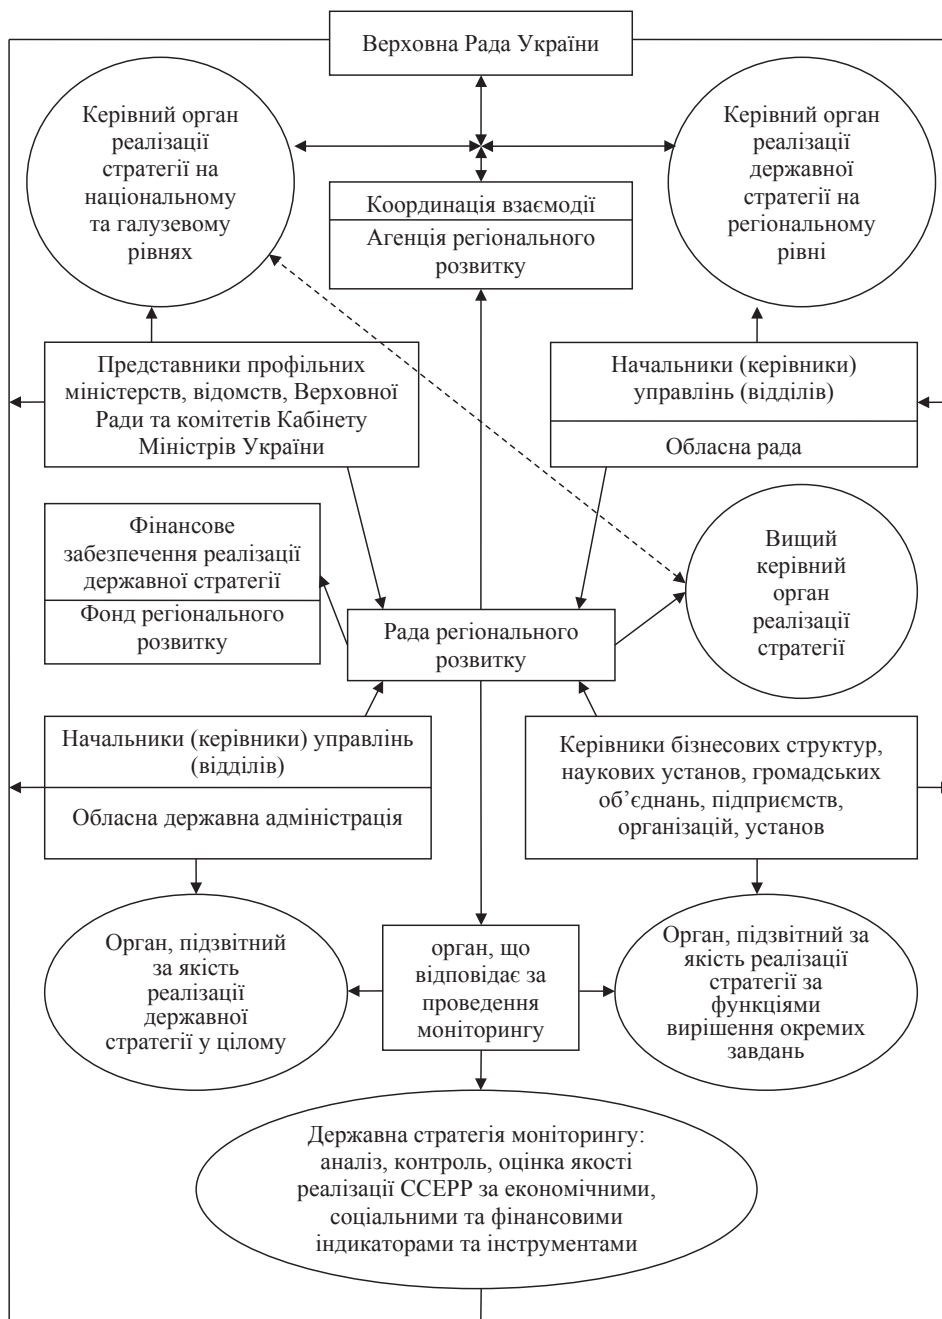 Верховна Рада України
Керівний орган
реалізації
стратегії на
національному
та галузевому
рівнях
Координація взаємодії
Агенція регіонального
розвитку
Керівний орган
реалізації
державної
стратегії на
регіональному
рівні
Представники профільних
міністерств, відомств, Верховної
Ради та комітетів Кабінету
Міністрів України
Начальники (керівники)
управлінь (відділів)
Обласна рада
Фінансове
забезпечення реалізації
державної стратегії
Фонд регіонального
розвитку
Рада регіонального
розвитку
Вищий
керівний
орган
реалізації
стратегії
Начальники (керівники) управлінь
(відділів)
Обласна державна адміністрація
Керівники бізнесових структур,
наукових установ, громадських
об’єднань, підприємств,
організацій, установ
Орган, підзвітний
за якість
реалізації
державної
стратегії у цілому
орган, що
відповідає за
проведення
моніторингу
Орган, підзвітний за
якість реалізації
стратегії за
функціями
вирішення окремих
завдань
Державна стратегія моніторингу:
аналіз, контроль, оцінка якості
реалізації ССЕРР за економічними,
соціальними та фінансовими
індикаторами та інструментами